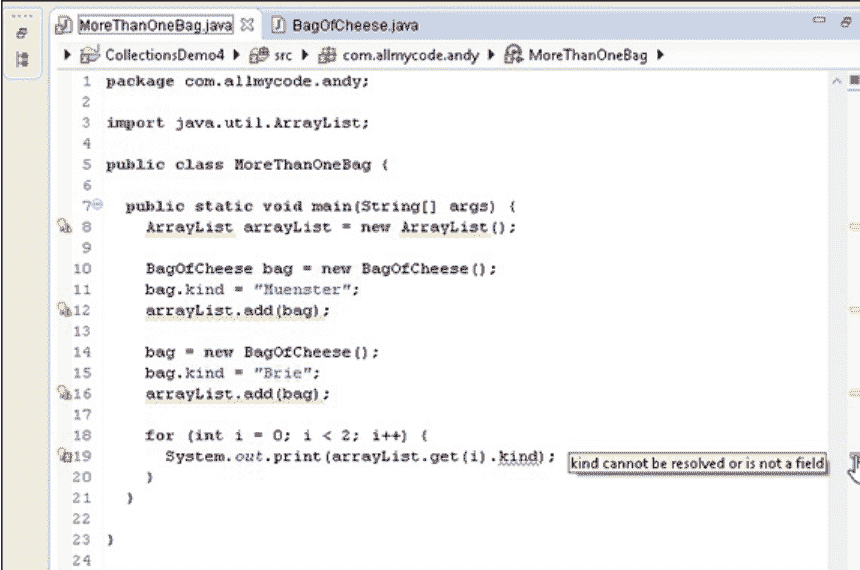 MoreThanOneBag.java BagOfCheese.java
CollectionsDemo4 src com.allmycode.andy MoreThanOneBag
1 package com.allmycode.andy;
2
3 import java.util.ArrayList;
4
5 public class MoreThanOneBag {
6
7 public static void main(String[] args) {
8 ArrayList arrayList = new ArrayList();
9
10 BagOfCheese bag = new BagOfCheese();
11 bag.kind = "Muenster";
12 arrayList.add(bag);
13
14 bag = new BagOfCheese();
15 bag.kind = "Brie";
16 arrayList.add(bag);
17
18 for (int i = 0; i < 2; i++) {
19 System.out.print(arrayList.get(i).kind); kind cannot be resolved or is not a field
20 }
21 }
22
23 }
24